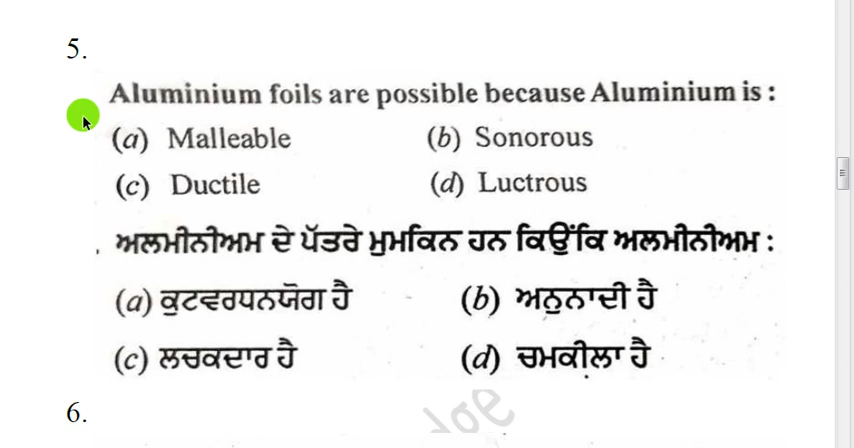 5.
Aluminium foils are possible because Aluminium is :
(a) Malleable (b) Sonorous
(c) Ductile (d) Luctrous
ਅਲਮੀਨੀਅਮ ਦੇ ਪੱਤਰੇ ਮੁਮਕਿਨ ਹਨ ਕਿਉਂਕਿ ਅਲਮੀਨੀਅਮ :
(a) ਕੁਟਵਰਧਨਯੋਗ ਹੈ (b) ਅਨੁਨਾਦੀ ਹੈ
(c) ਲਚਕਦਾਰ ਹੈ (d) ਚਮਕੀਲਾ ਹੈ
6.